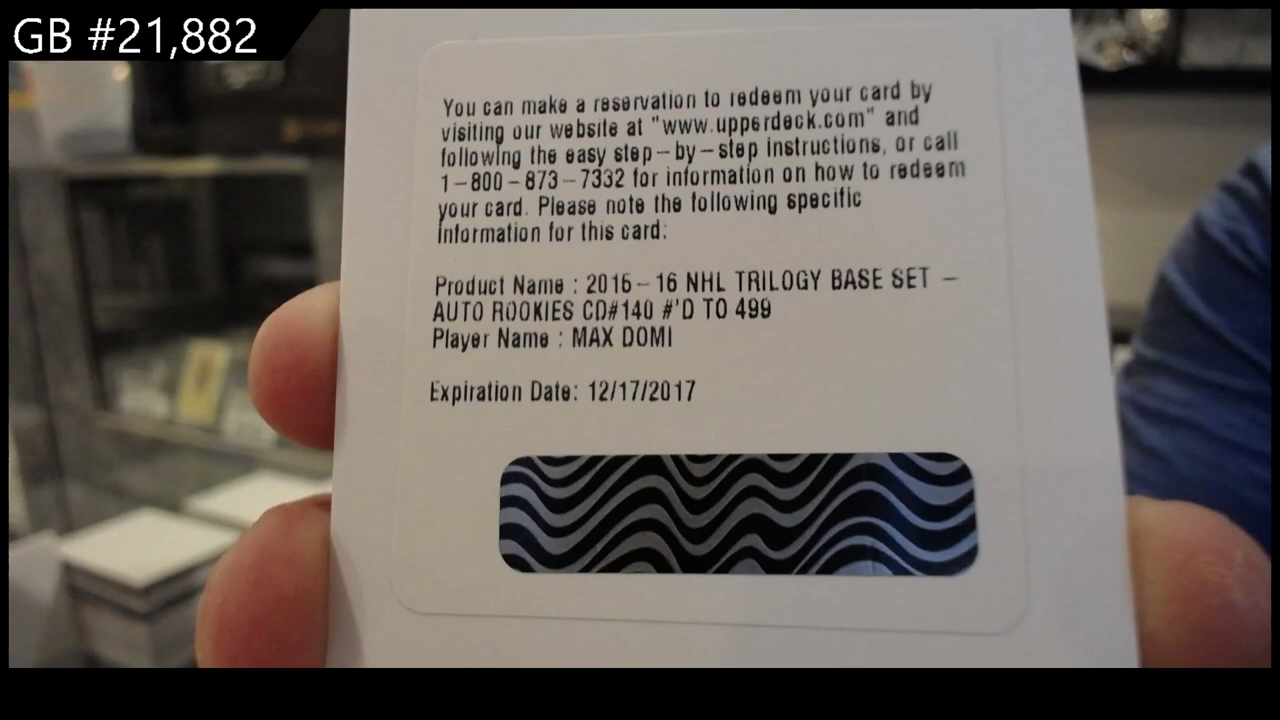 GB #21,882
You can make a reservation to redeem your card by
visiting our website at "www.upperdeck.com" and
following the easy step-by-step instructions, or call
1-800-873-7332 for information on how to redeem
your card. Please note the following specific
information for this card:
Product Name : 2015-16 NHL TRILOGY BASE SET -
AUTO ROOKIES CD#140 #'D TO 499
Player Name : MAX DOMI
Expiration Date: 12/17/2017